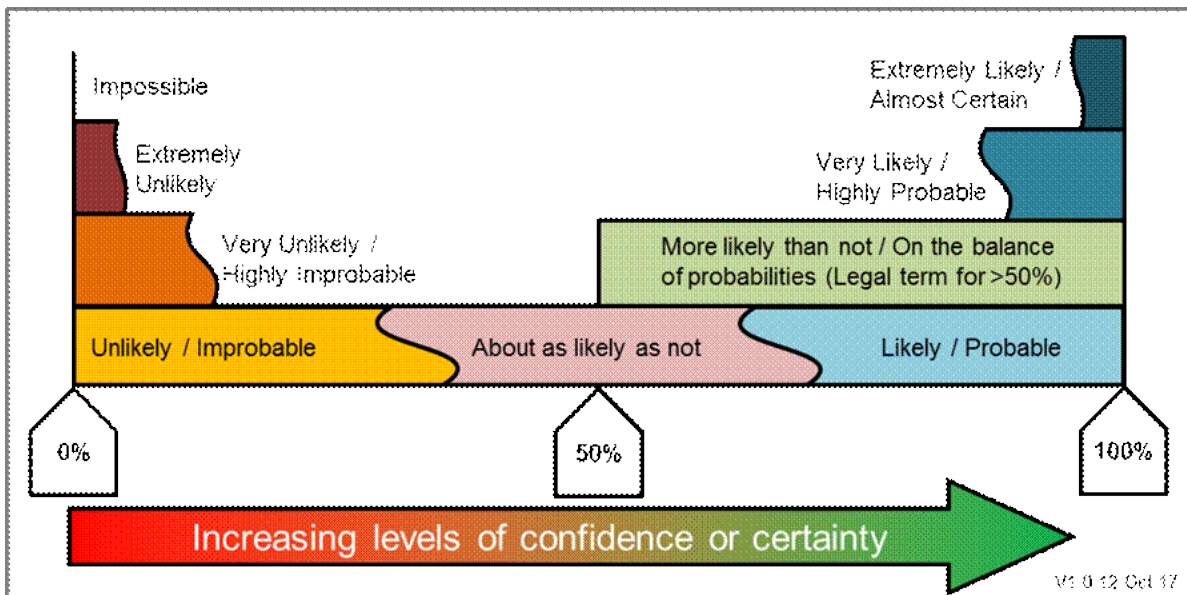 Impossible
Extremely Likely /
Almost Certain
Extremely
Unlikely
Very Likely /
Highly Probable
Very Unlikely /
Highly Improbable
More likely than not / On the balance
of probabilities (Legal term for >50%)
Unlikely / Improbable
About as likely as not
Likely / Probable
0%
50%
100%
Increasing levels of confidence or certainty
V1.0 12 Oct 17